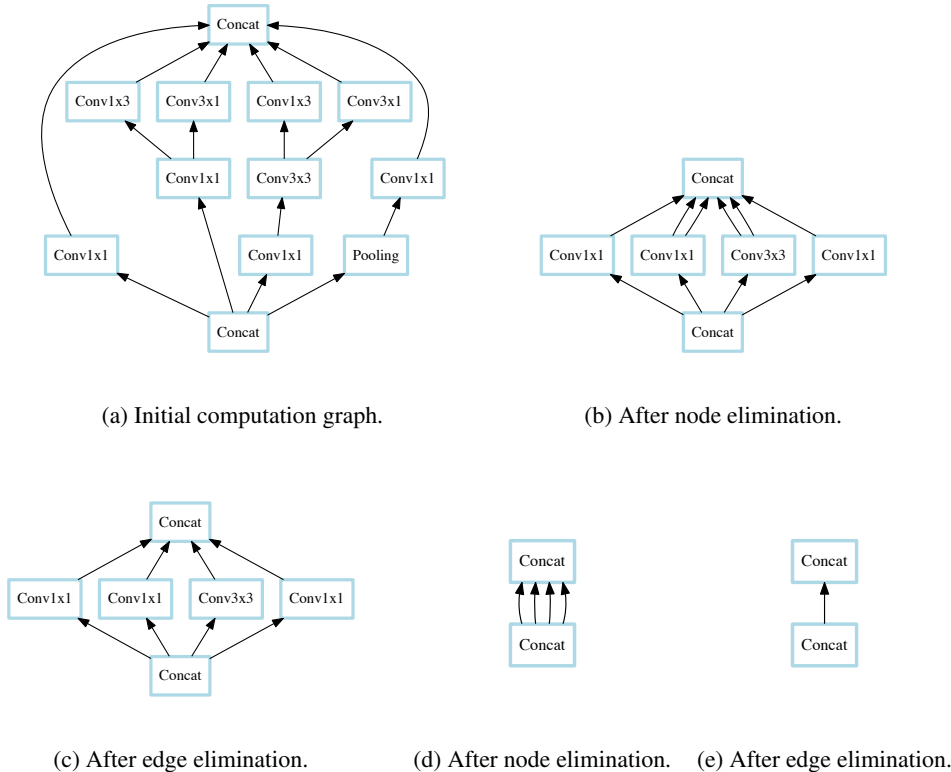 Concat
Conv1x3 Conv3x1 Conv1x3 Conv3x1
Conv1x1 Conv3x3 Conv1x1
Conv1x1 Conv1x1 Pooling
Concat
(a) Initial computation graph.
Concat
Conv1x1 Conv1x1 Conv3x3 Conv1x1
Concat
(b) After node elimination.
Concat
Conv1x1 Conv1x1 Conv3x3 Conv1x1
Concat
(c) After edge elimination.
Concat
Concat
(d) After node elimination.
Concat
Concat
(e) After edge elimination.